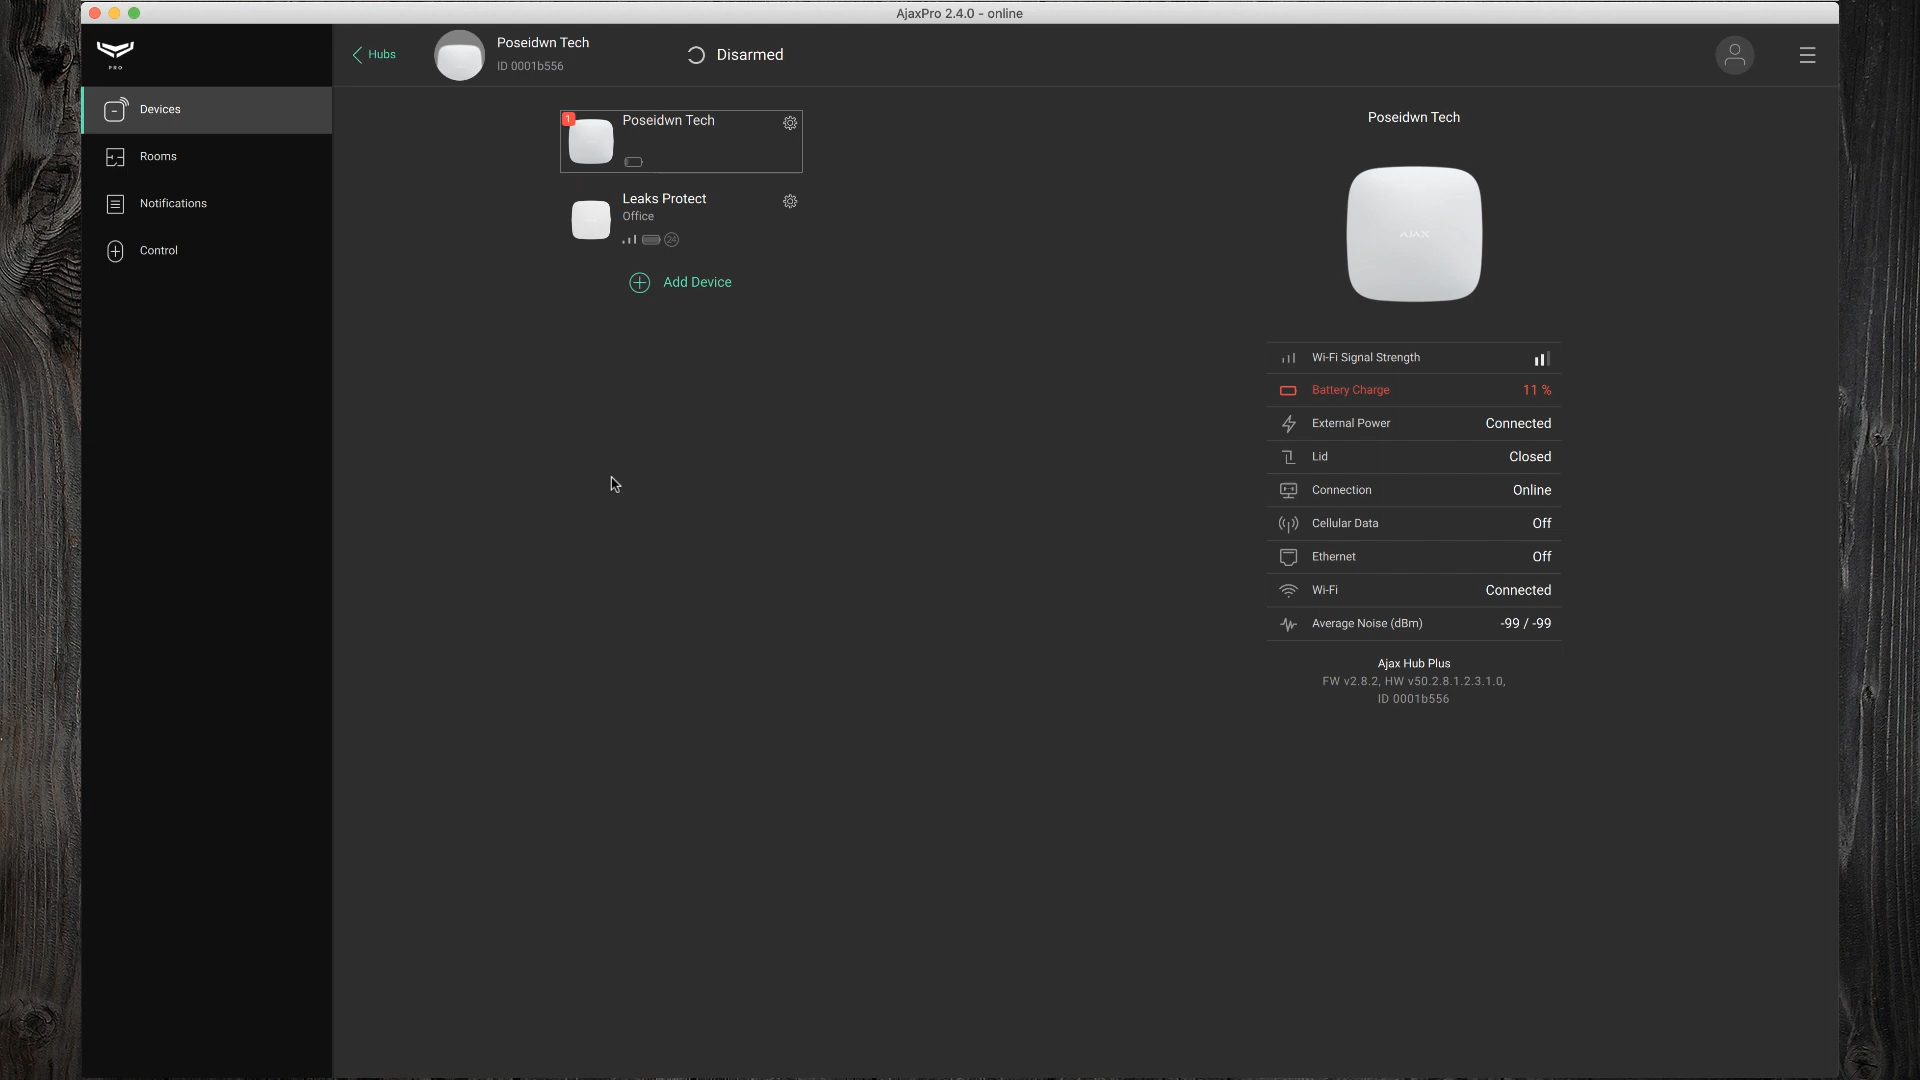 AjaxPro 2.4.0 - online
PRO
Hubs
Poseidwn Tech
ID 0001b556
Disarmed
Devices
Rooms
Notifications
Control
1
Poseidwn Tech
Leaks Protect
Office
24
Add Device
Poseidwn Tech
AJAX
Wi-Fi Signal Strength
Battery Charge 11 %
External Power Connected
Lid Closed
Connection Online
Cellular Data Off
Ethernet Off
Wi-Fi Connected
Average Noise (dBm) -99 / -99
Ajax Hub Plus
FW v2.8.2, HW v50.2.8.1.2.3.1.0,
ID 0001b556